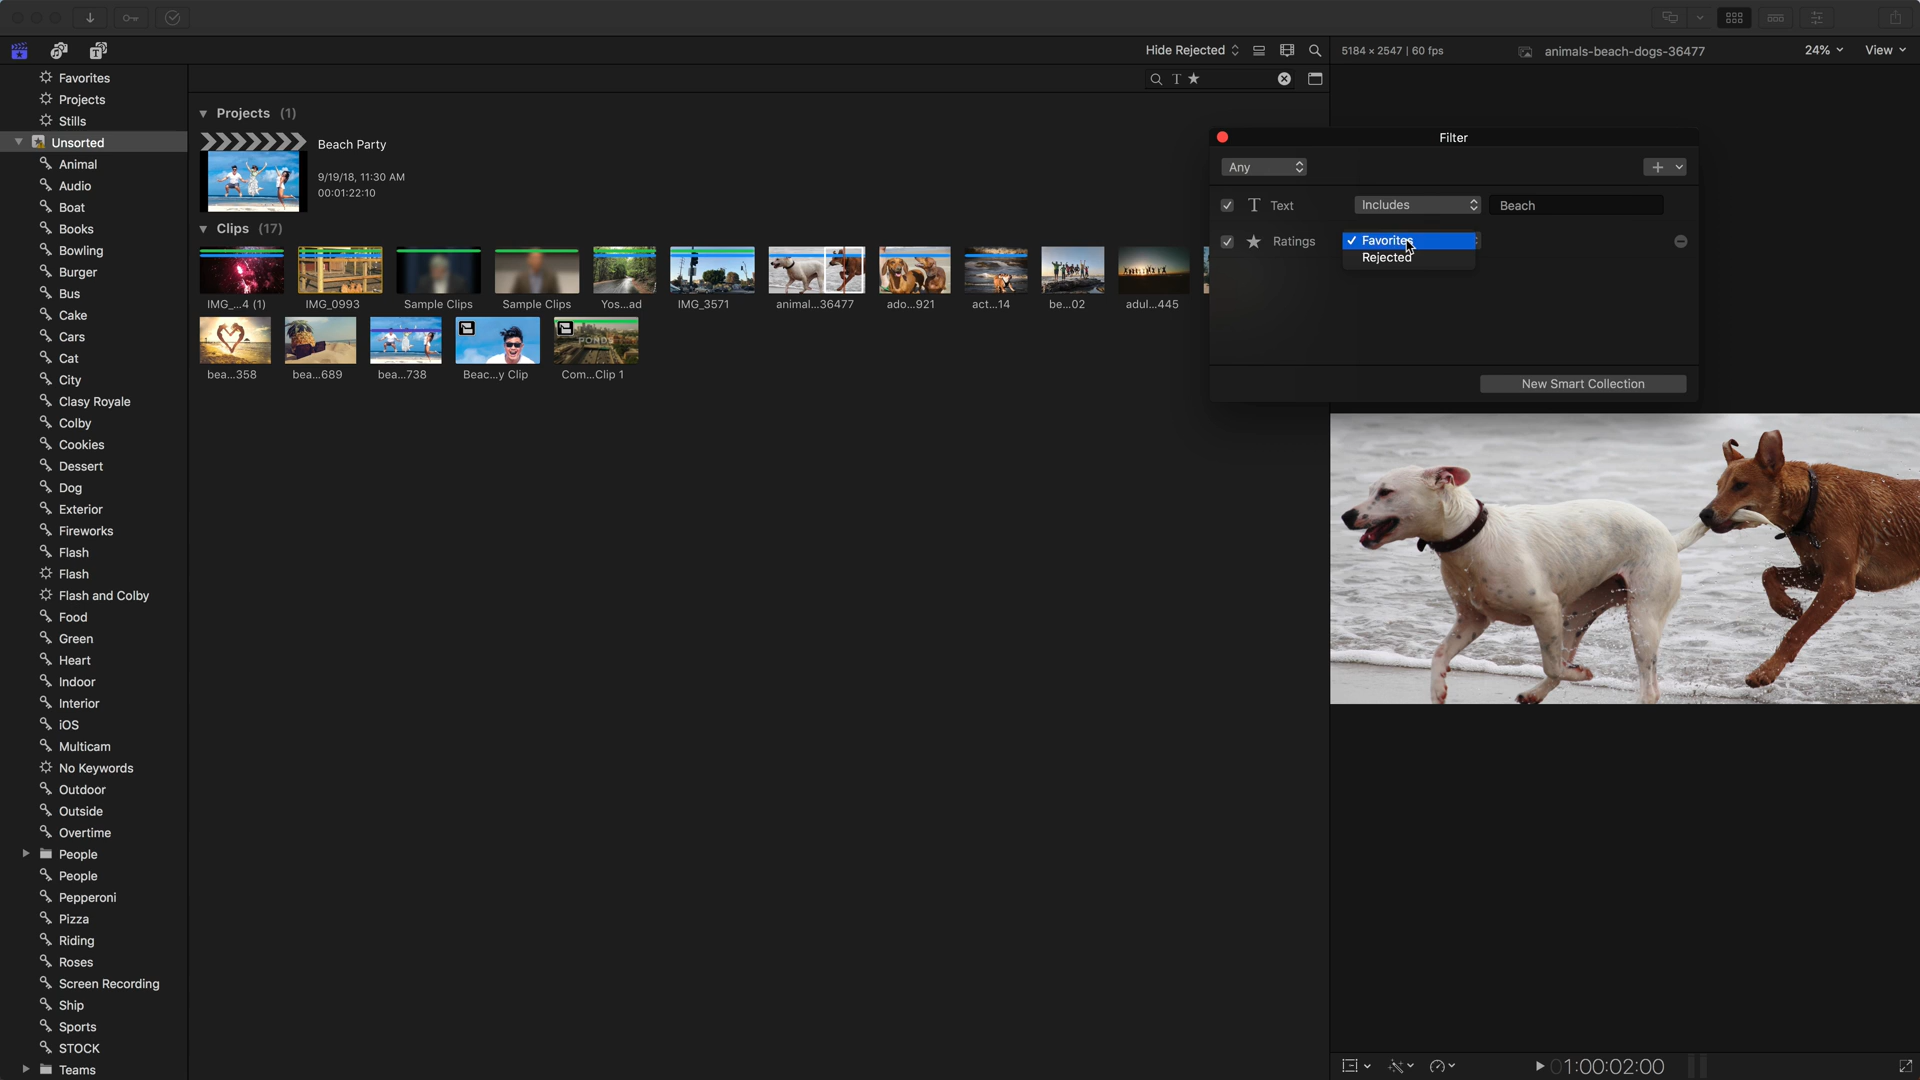 Hide Rejected
5184 × 2547 | 60 fps
animals-beach-dogs-36477
24%
View
Favorites
Projects
Stills
Unsorted
Animal
Audio
Boat
Books
Bowling
Burger
Bus
Cake
Cars
Cat
City
Clasy Royale
Colby
Cookies
Dessert
Dog
Exterior
Fireworks
Flash
Flash
Flash and Colby
Food
Green
Heart
Indoor
Interior
iOS
Multicam
No Keywords
Outdoor
Outside
Overtime
People
People
Pepperoni
Pizza
Riding
Roses
Screen Recording
Ship
Sports
STOCK
Teams
Projects (1)
Beach Party
9/19/18, 11:30 AM
00:01:22:10
Clips (17)
IMG_...4 (1)
IMG_0993
Sample Clips
Sample Clips
Yos...ad
IMG_3571
animal...36477
ado...921
act...14
be...02
adul...445
bea...358
bea...689
bea...738
Beac...y Clip
PONDS
Com...Clip 1
Filter
Any
Text
Includes
Beach
Ratings
Favorites
Rejected
New Smart Collection
01:00:02:00